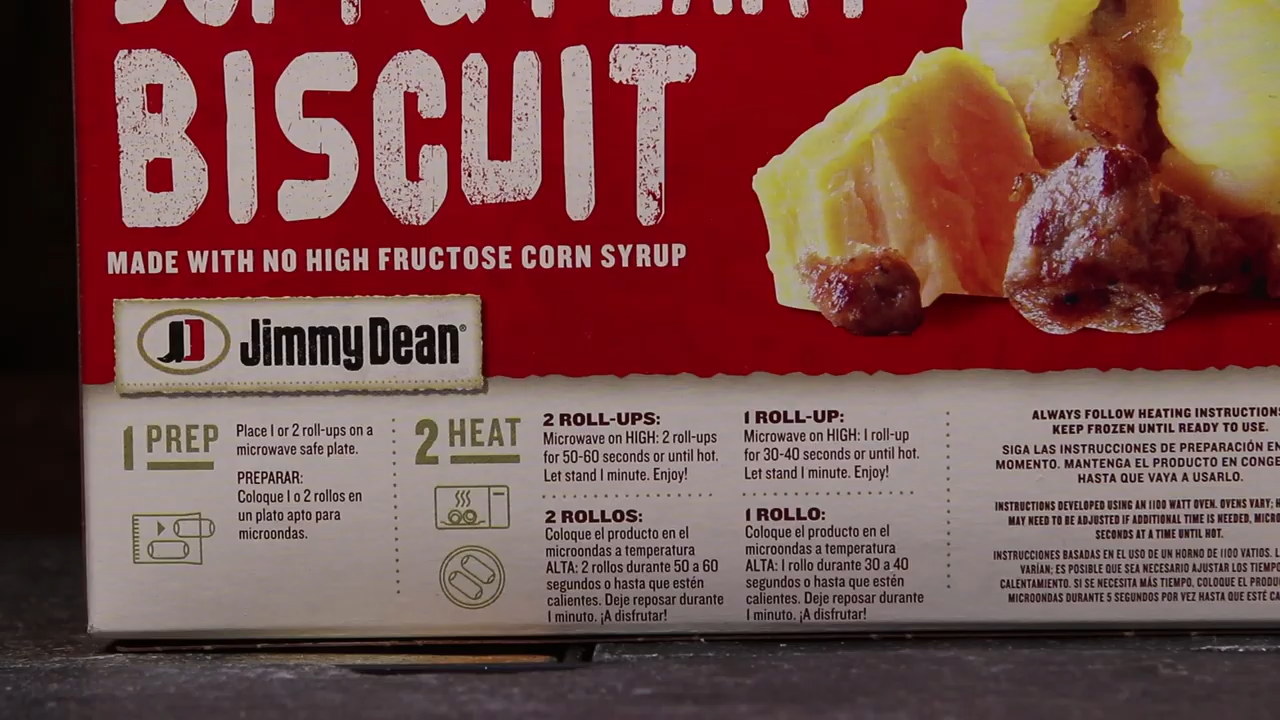 BISCUIT
MADE WITH NO HIGH FRUCTOSE CORN SYRUP
JD Jimmy Dean®
1 PREP
Place 1 or 2 roll-ups on a
microwave safe plate.
PREPARAR:
Coloque 1 o 2 rollos en
un plato apto para
microondas.
2 HEAT
2 ROLL-UPS:
Microwave on HIGH: 2 roll-ups
for 50-60 seconds or until hot.
Let stand 1 minute. Enjoy!
2 ROLLOS:
Coloque el producto en el
microondas a temperatura
ALTA: 2 rollos durante 50 a 60
segundos o hasta que estén
calientes. Deje reposar durante
1 minuto. ¡A disfrutar!
1 ROLL-UP:
Microwave on HIGH: 1 roll-up
for 30-40 seconds or until hot.
Let stand 1 minute. Enjoy!
1 ROLLO:
Coloque el producto en el
microondas a temperatura
ALTA: 1 rollo durante 30 a 40
segundos o hasta que estén
calientes. Deje reposar durante
1 minuto. ¡A disfrutar!
ALWAYS FOLLOW HEATING INSTRUCTIONS
KEEP FROZEN UNTIL READY TO USE.
SIGA LAS INSTRUCCIONES DE PREPARACIÓN EN
MOMENTO. MANTENGA EL PRODUCTO EN CONGE
HASTA QUE VAYA A USARLO.
INSTRUCTIONS DEVELOPED USING AN 1100 WATT OVEN. OVENS VARY;
MAY NEED TO BE ADJUSTED IF ADDITIONAL TIME IS NEEDED, MICR
SECONDS AT A TIME UNTIL HOT.
INSTRUCCIONES BASADAS EN EL USO DE UN HORNO DE 1100 VATIOS.
VARÍAN; ES POSIBLE QUE SEA NECESARIO AJUSTAR LOS TIEMPO
CALENTAMIENTO. SI SE NECESITA MÁS TIEMPO, COLOQUE EL PRODU
MICROONDAS DURANTE 5 SEGUNDOS POR VEZ HASTA QUE ESTÉ CA